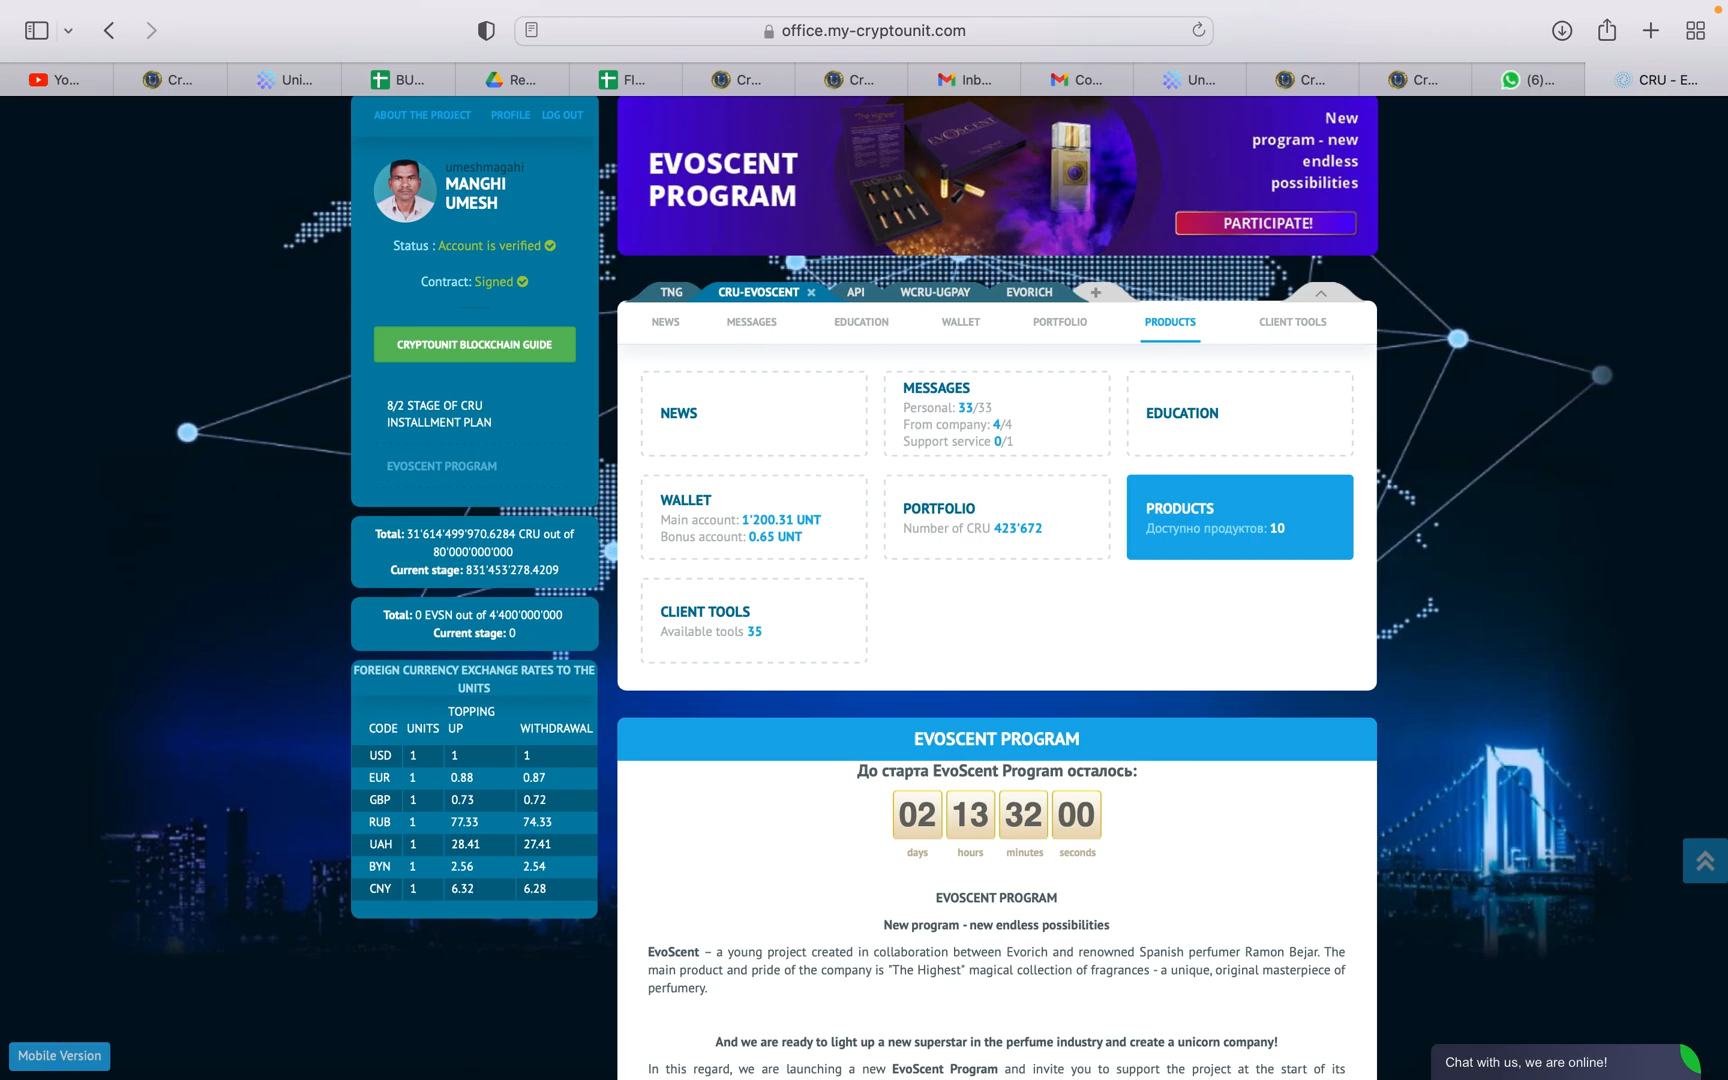 office.my-cryptounit.com
Yo...
Cr...
Uni...
BU...
Re...
Fl...
Cr...
Cr...
Inb...
Co...
Un...
Cr...
Cr...
(6)...
CRU - E...
ABOUT THE PROJECT
PROFILE
LOG OUT
umeshmagahi
MANGHI
UMESH
Status : Account is verified
Contract: Signed
CRYPTOUNIT BLOCKCHAIN GUIDE
8/2 STAGE OF CRU
INSTALLMENT PLAN
EVOSCENT PROGRAM
Total: 31'614'499'970.6284 CRU out of
80'000'000'000
Current stage: 831'453'278.4209
Total: 0 EVSN out of 4'400'000'000
Current stage: 0
FOREIGN CURRENCY EXCHANGE RATES TO THE
UNITS
CODE UNITS TOPPING UP WITHDRAWAL
USD 1 1 1
EUR 1 0.88 0.87
GBP 1 0.73 0.72
RUB 1 77.33 74.33
UAH 1 28.41 27.41
BYN 1 2.56 2.54
CNY 1 6.32 6.28
EVOSCENT
PROGRAM
EVOSCENT
New
program - new
endless
possibilities
PARTICIPATE!
TNG
CRU-EVOSCENT
API
WCRU-UGPAY
EVORICH
NEWS
MESSAGES
EDUCATION
WALLET
PORTFOLIO
PRODUCTS
CLIENT TOOLS
NEWS
MESSAGES
Personal: 33/33
From company: 4/4
Support service 0/1
EDUCATION
WALLET
Main account: 1'200.31 UNT
Bonus account: 0.65 UNT
PORTFOLIO
Number of CRU 423'672
PRODUCTS
Доступно продуктов: 10
CLIENT TOOLS
Available tools 35
EVOSCENT PROGRAM
До старта EvoScent Program осталось:
02 13 32 00
days hours minutes seconds
EVOSCENT PROGRAM
New program - new endless possibilities
EvoScent – a young project created in collaboration between Evorich and renowned Spanish perfumer Ramon Bejar. The
main product and pride of the company is "The Highest" magical collection of fragrances - a unique, original masterpiece of
perfumery.
And we are ready to light up a new superstar in the perfume industry and create a unicorn company!
In this regard, we are launching a new EvoScent Program and invite you to support the project at the start of its
Mobile Version
Chat with us, we are online!